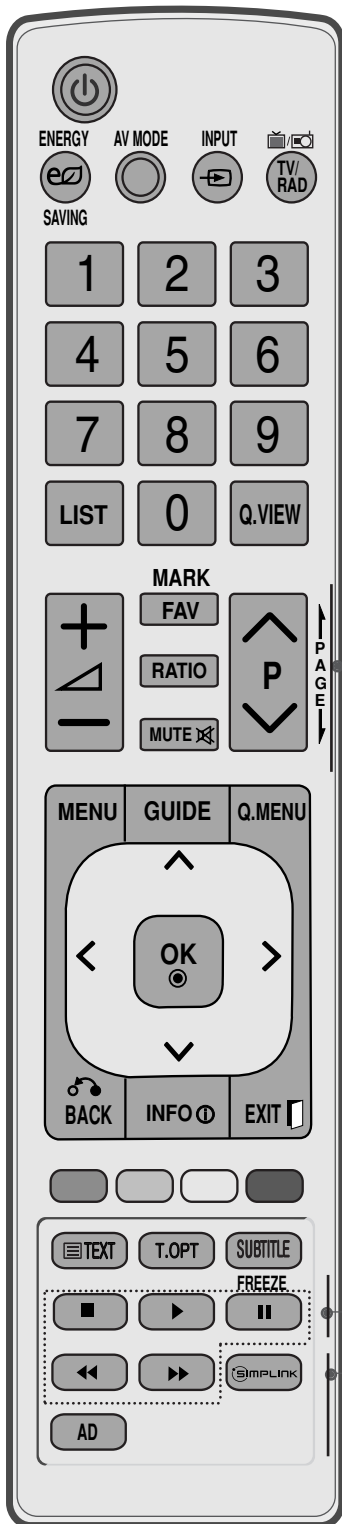 ENERGY AV MODE INPUT
TV/
RAD
SAVING
1 2 3
4 5 6
7 8 9
LIST 0 Q.VIEW
MARK
FAV
RATIO
MUTE
P
PAGE
MENU GUIDE Q.MENU
OK
BACK INFO EXIT
TEXT T.OPT SUBTITLE
FREEZE
SIMPLINK
AD